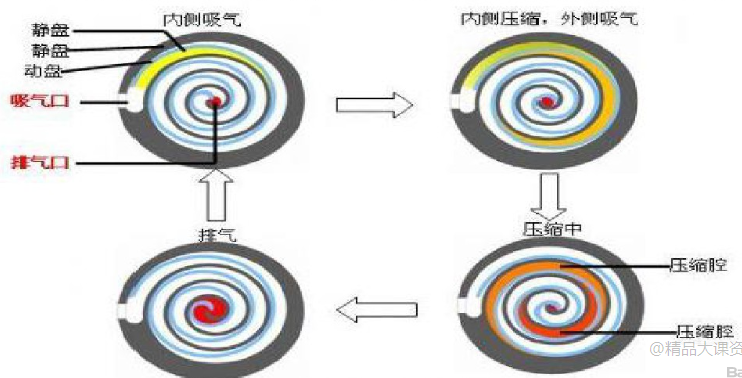 内侧吸气
静盘
静盘
动盘
吸气口
排气口
内侧压缩，外侧吸气
压缩中
压缩腔
压缩腔
排气
@精品大课资
Ba